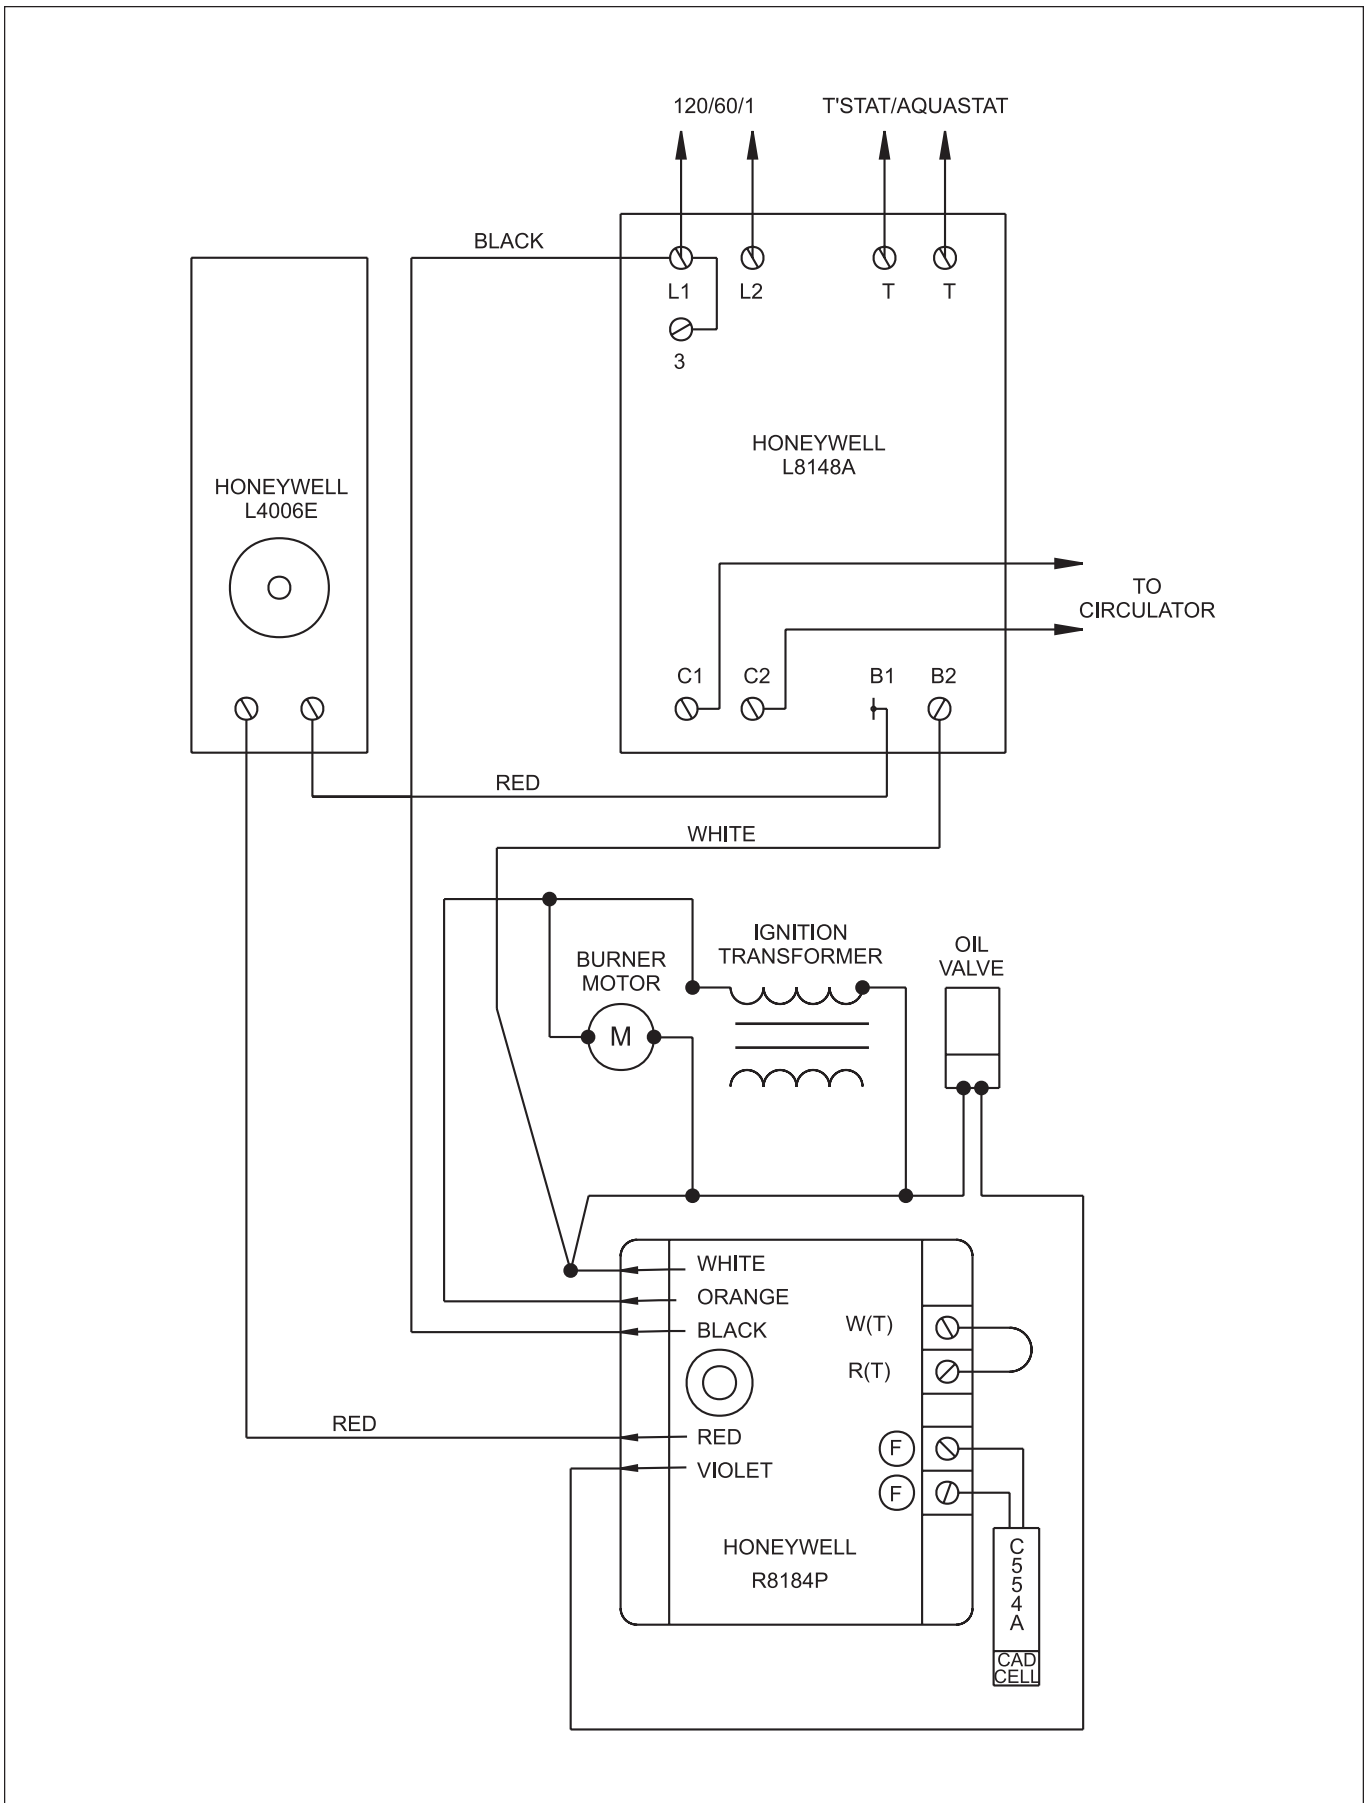 120/60/1
T'STAT/AQUASTAT
BLACK
L1
L2
T
T
3
HONEYWELL
L8148A
HONEYWELL
L4006E
TO
CIRCULATOR
C1
C2
B1
B2
RED
WHITE
BURNER
MOTOR
M
IGNITION
TRANSFORMER
OIL
VALVE
WHITE
ORANGE
BLACK
W(T)
R(T)
RED
RED
VIOLET
F
F
HONEYWELL
R8184P
C
5
5
4
A
CAD
CELL